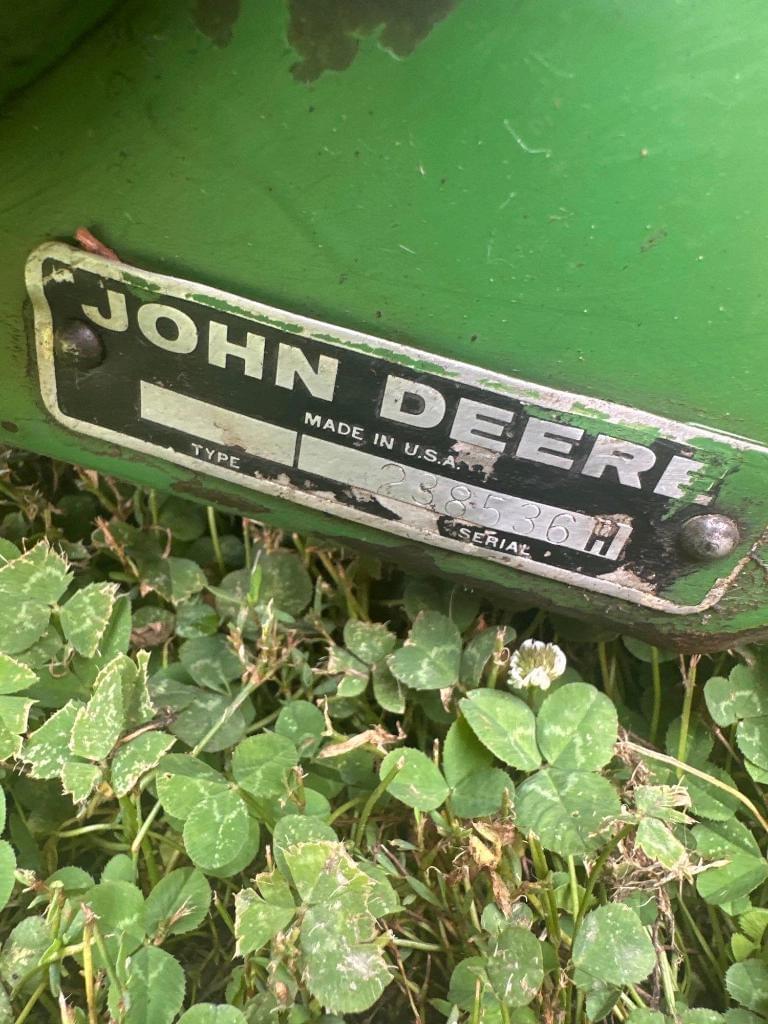 JOHN DEERE
MADE IN U.S.A.
238536 H
TYPE
SERIAL